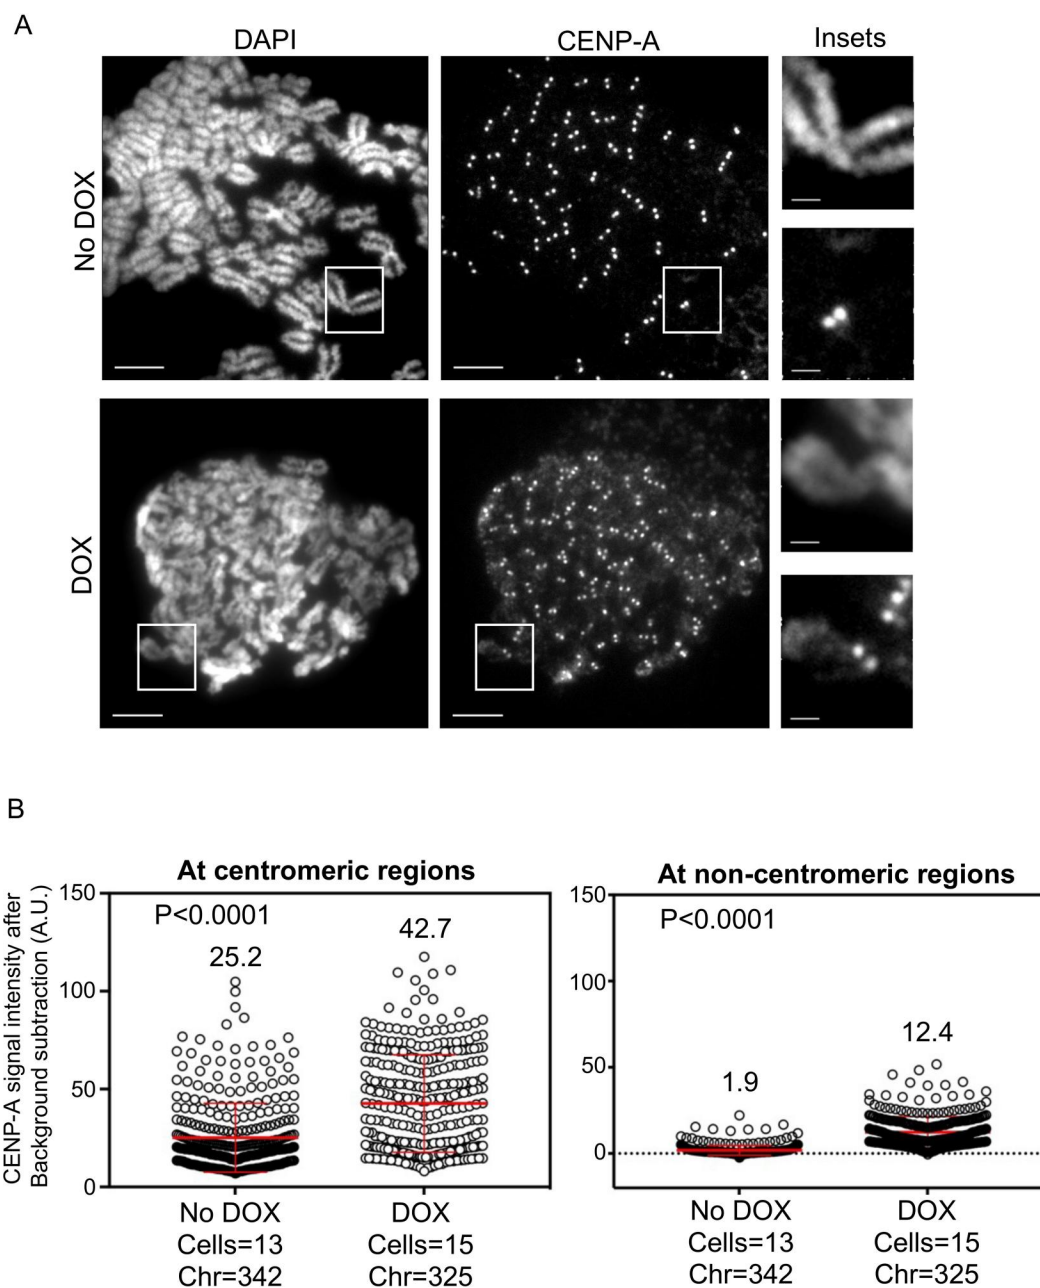 A
DAPI
CENP-A
Insets
No DOX
DOX
B
CENP-A signal intensity after
Background subtraction (A.U.)
At centromeric regions
150
100
50
0
P<0.0001
25.2
42.7
No DOX
Cells=13
Chr=342
DOX
Cells=15
Chr=325
At non-centromeric regions
150
100
50
0
P<0.0001
1.9
12.4
No DOX
Cells=13
Chr=342
DOX
Cells=15
Chr=325